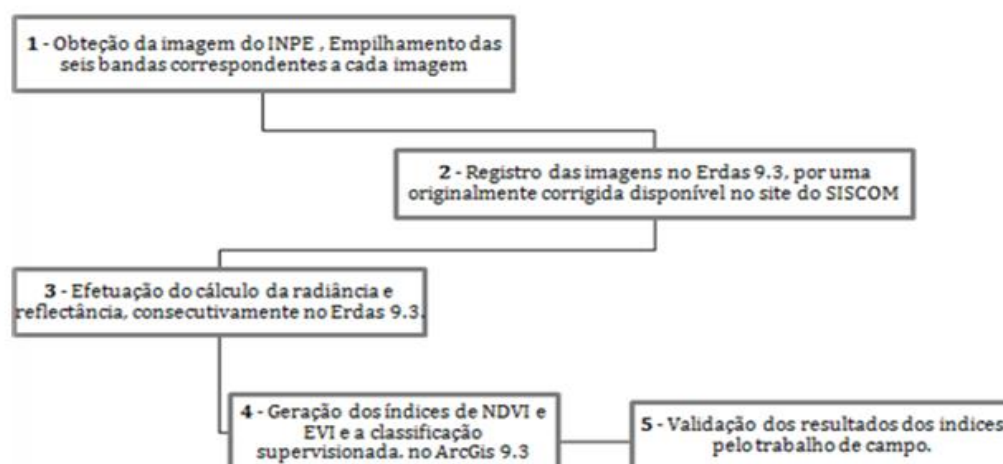 1 - Obteção da imagem do INPE , Empilhamento das
seis bandas correspondentes a cada imagem
2 - Registro das imagens no Erdas 9.3, por uma
originalmente corrigida disponível no site do SISCOM
3 - Efetuação do cálculo da radiância e
reflectância, consecutivamente no Erdas 9.3.
4 - Geração dos índices de NDVI e
EVI e a classificação
supervisionada. no ArcGis 9.3
5 - Validação dos resultados dos indices
pelo trabalho de campo.